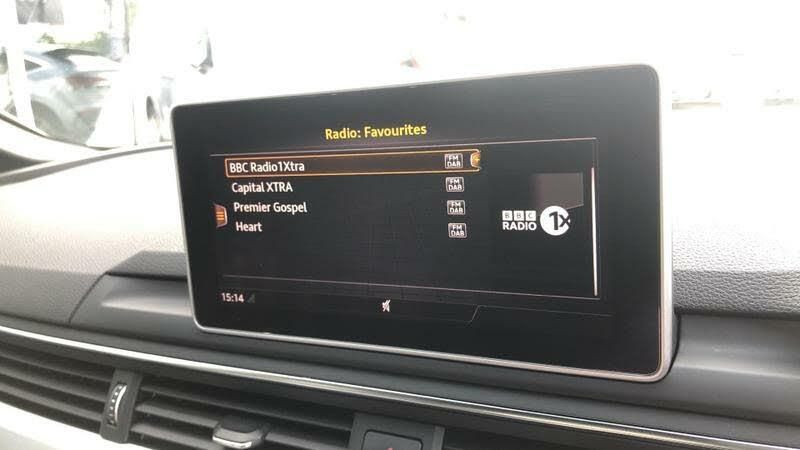 Radio: Favourites
BBC Radio1Xtra FM DAB
Capital XTRA FM DAB
Premier Gospel FM DAB
Heart FM DAB
BBC
RADIO 1x
15:14